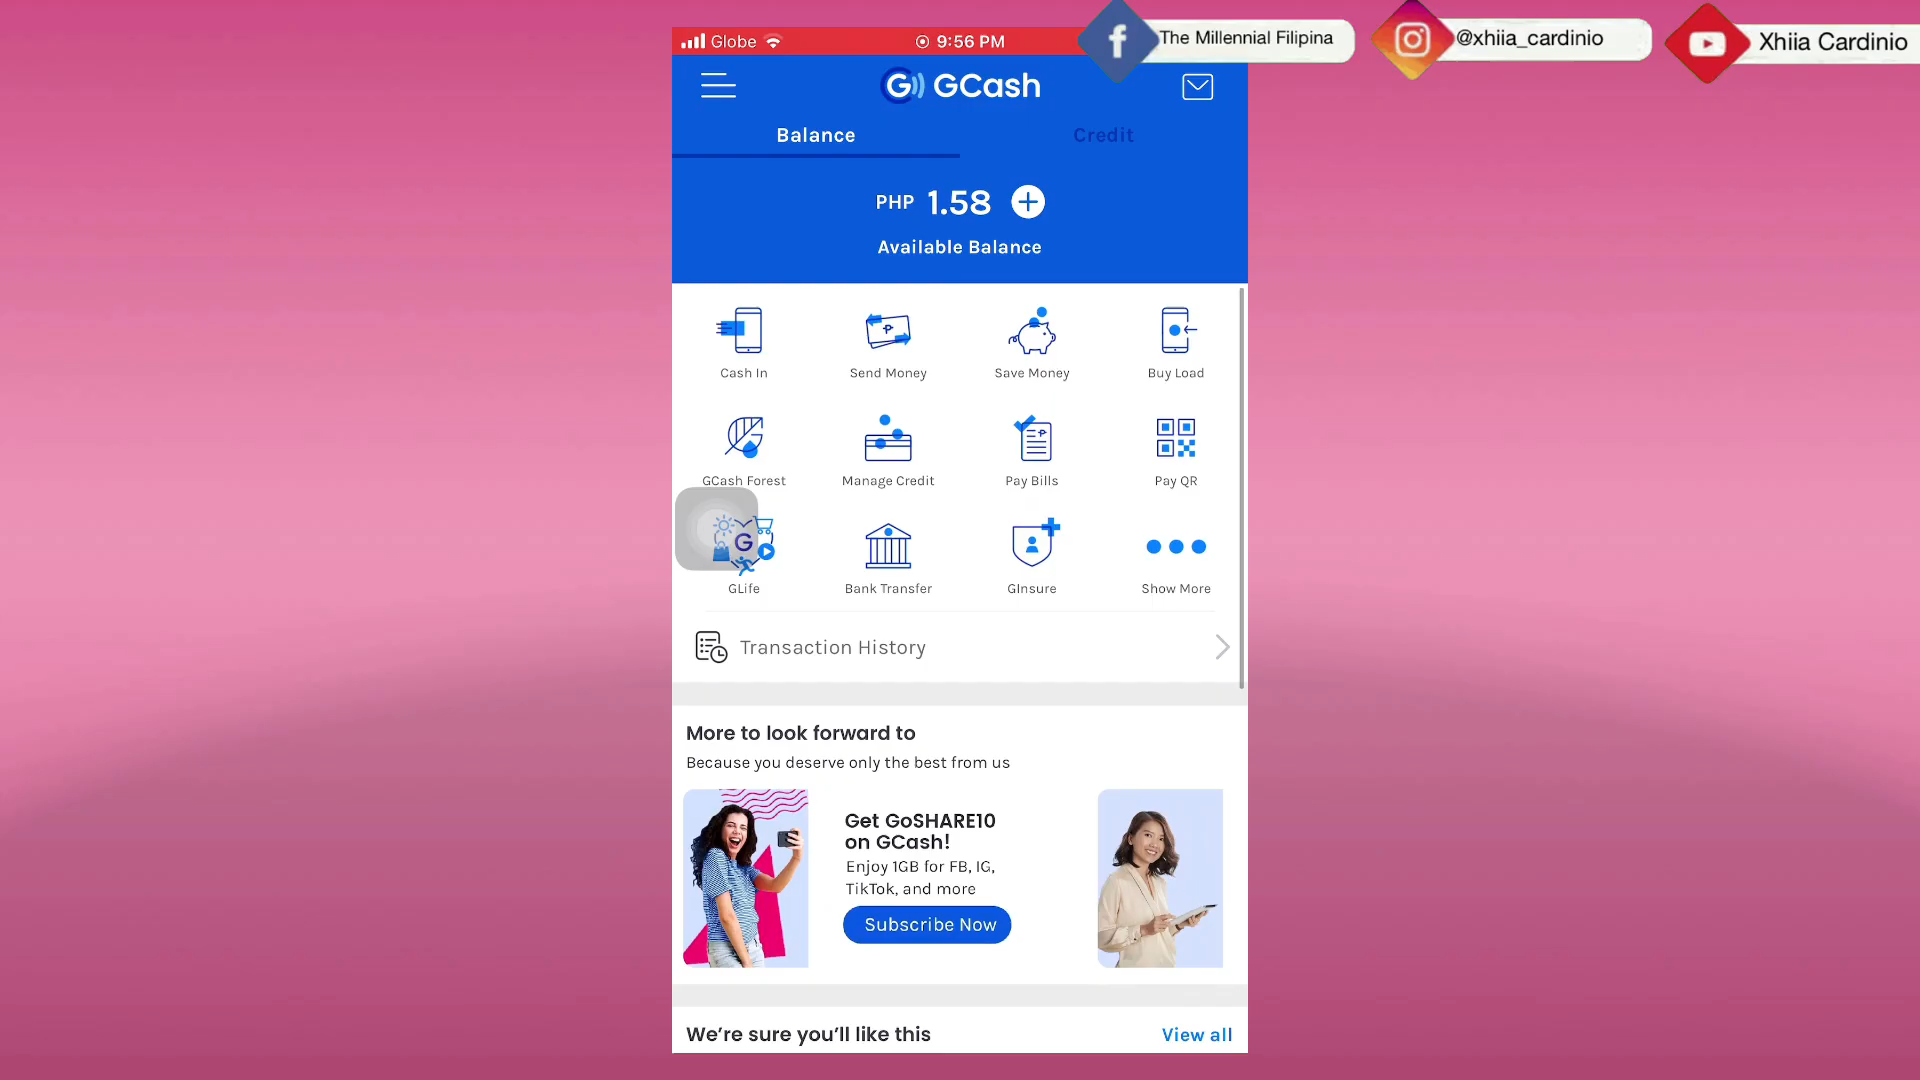 Globe
9:56 PM
The Millennial Filipina
@xhiia_cardinio
Xhiia Cardinio
GCash
Balance
Credit
PHP 1.58
Available Balance
Cash In
Send Money
Save Money
Buy Load
GCash Forest
Manage Credit
Pay Bills
Pay QR
G
GLife
Bank Transfer
GInsure
Show More
Transaction History
More to look forward to
Because you deserve only the best from us
Get GoSHARE10
on GCash!
Enjoy 1GB for FB, IG,
TikTok, and more
Subscribe Now
We’re sure you’ll like this
View all